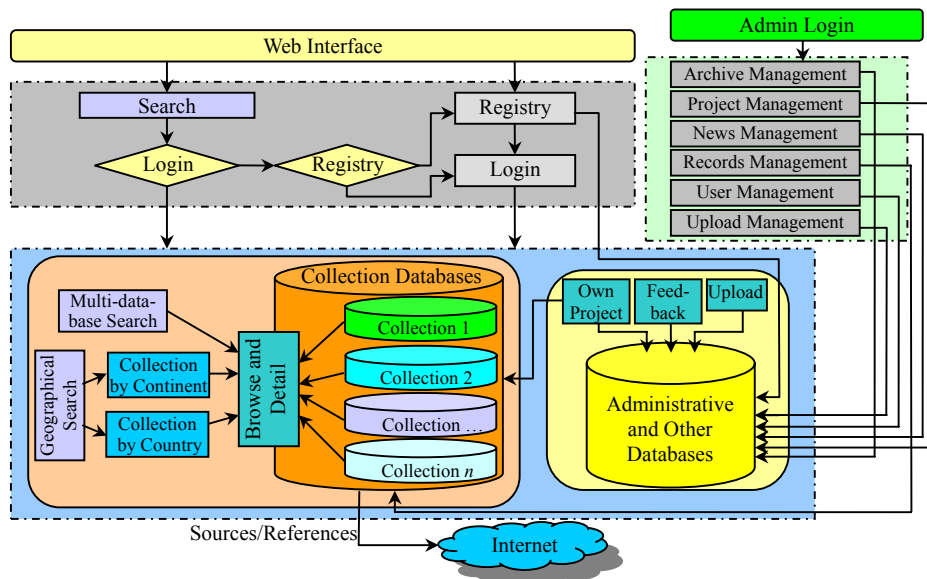 Admin Login
Web Interface
Archive Management
Project Management
News Management
Records Management
User Management
Upload Management
Search
Registry
Login
Registry
Login
Collection Databases
Multi-data-
base Search
Geographical
Search
Collection
by Continent
Collection
by Country
Browse and
Detail
Collection 1
Collection 2
Collection …
Collection n
Own
Project
Feed-
back
Upload
Administrative
and Other
Databases
Sources/References
Internet